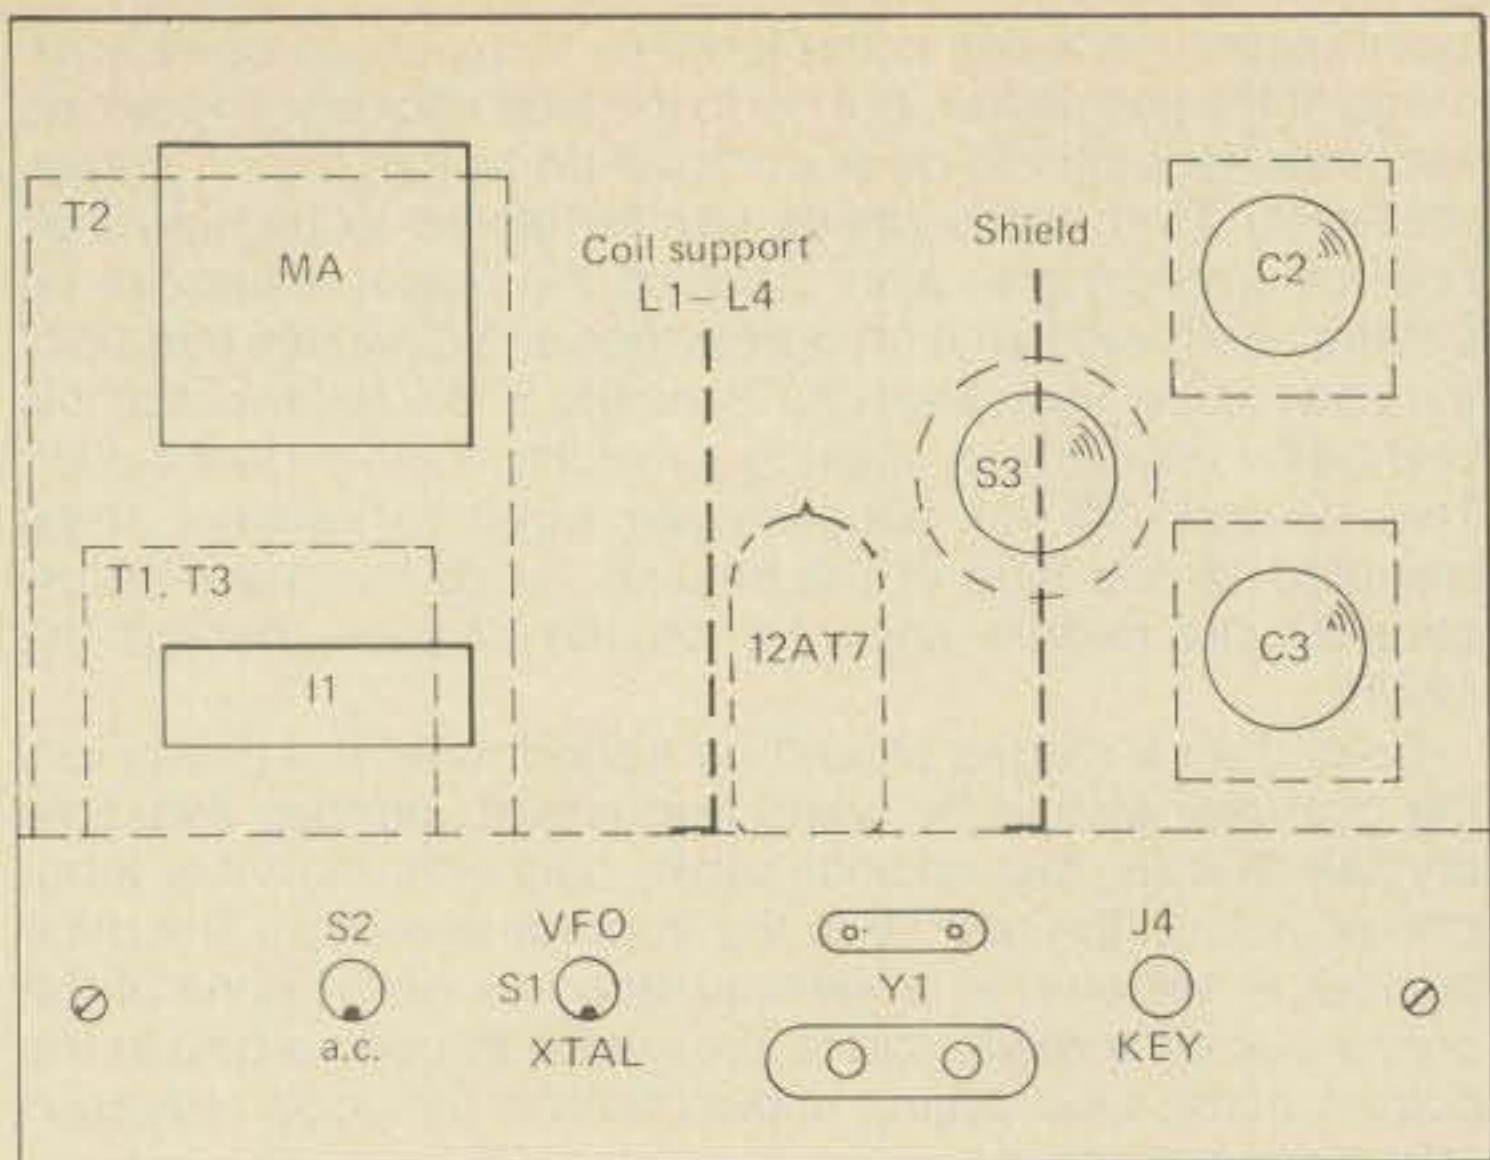 T2
MA
Coil support
L1–L4
Shield
C2
S3
T1, T3
12AT7
C3
I1
S2
VFO
J4
S1
Y1
a.c.
XTAL
KEY